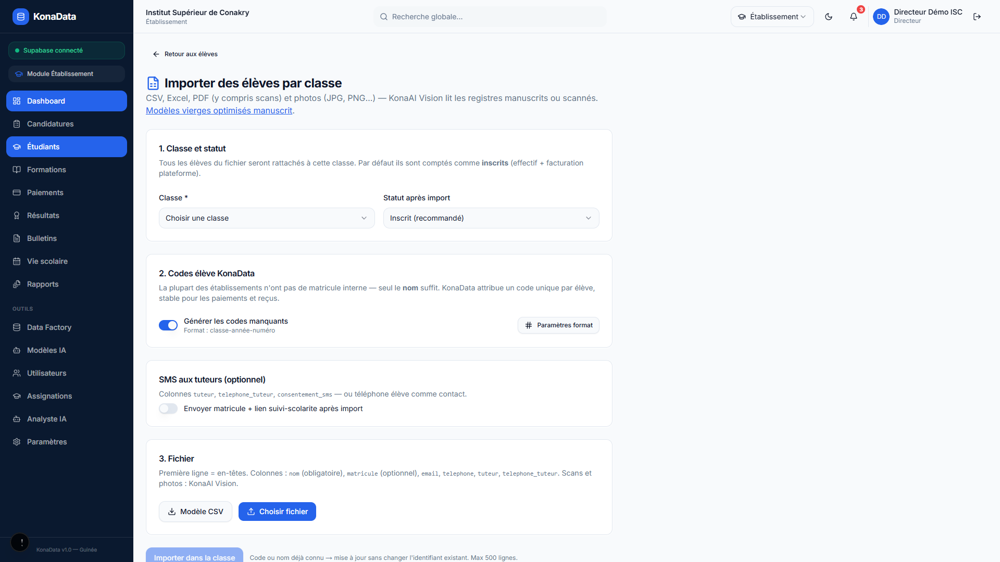 KonaData
Institut Supérieur de Conakry
Établissement
Recherche globale...
Établissement
3
DD
Directeur Démo ISC
Directeur
Supabase connecté
Module Établissement
Dashboard
Candidatures
Étudiants
Formations
Paiements
Résultats
Bulletins
Vie scolaire
Rapports
OUTILS
Data Factory
Modèles IA
Utilisateurs
Assignations
Analyste IA
Paramètres
!
KonaData v1.0 — Guinée
Retour aux élèves
Importer des élèves par classe
CSV, Excel, PDF (y compris scans) et photos (JPG, PNG...) — KonaAI Vision lit les registres manuscrits ou scannés.
Modèles vierges optimisés manuscrit.
1. Classe et statut
Tous les élèves du fichier seront rattachés à cette classe. Par défaut ils sont comptés comme inscrits (effectif + facturation
plateforme).
Classe *
Statut après import
Choisir une classe
Inscrit (recommandé)
2. Codes élève KonaData
La plupart des établissements n'ont pas de matricule interne — seul le nom suffit. KonaData attribue un code unique par élève,
stable pour les paiements et reçus.
Générer les codes manquants
Format : classe-année-numéro
Paramètres format
SMS aux tuteurs (optionnel)
Colonnes tuteur, telephone_tuteur, consentement_sms — ou téléphone élève comme contact.
Envoyer matricule + lien suivi-scolarite après import
3. Fichier
Première ligne = en-têtes. Colonnes : nom (obligatoire), matricule (optionnel), email, telephone, tuteur, telephone_tuteur. Scans et
photos : KonaAI Vision.
Modèle CSV
Choisir fichier
Importer dans la classe
Code ou nom déjà connu → mise à jour sans changer l'identifiant existant. Max 500 lignes.